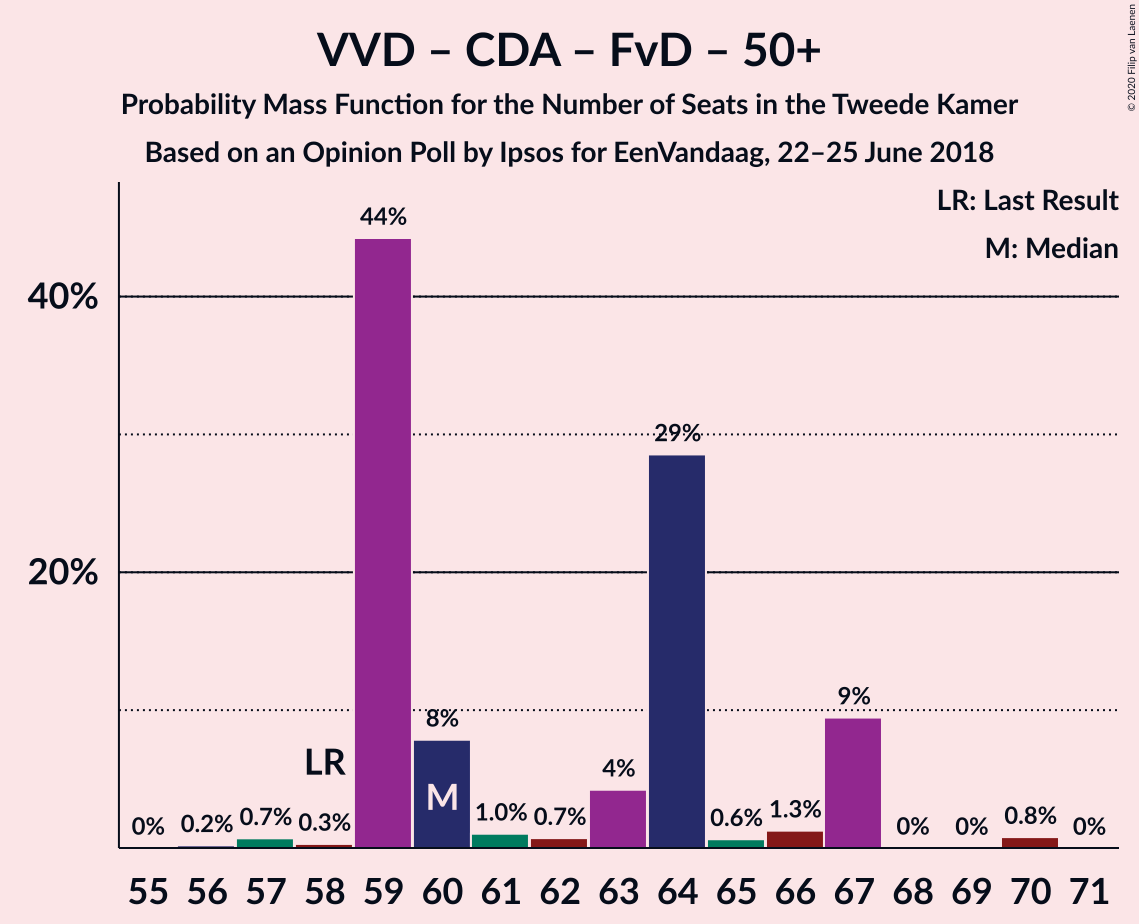 VVD – CDA – FvD – 50+
Probability Mass Function for the Number of Seats in the Tweede Kamer
Based on an Opinion Poll by Ipsos for EenVandaag, 22–25 June 2018
© 2020 Filip van Laenen
LR: Last Result
M: Median
44%
40%
29%
20%
9%
8%
LR
4%
M
0% 0.2% 0.7% 0.3% 1.0% 0.7% 0.6% 1.3% 0% 0% 0.8% 0%
55 56 57 58 59 60 61 62 63 64 65 66 67 68 69 70 71